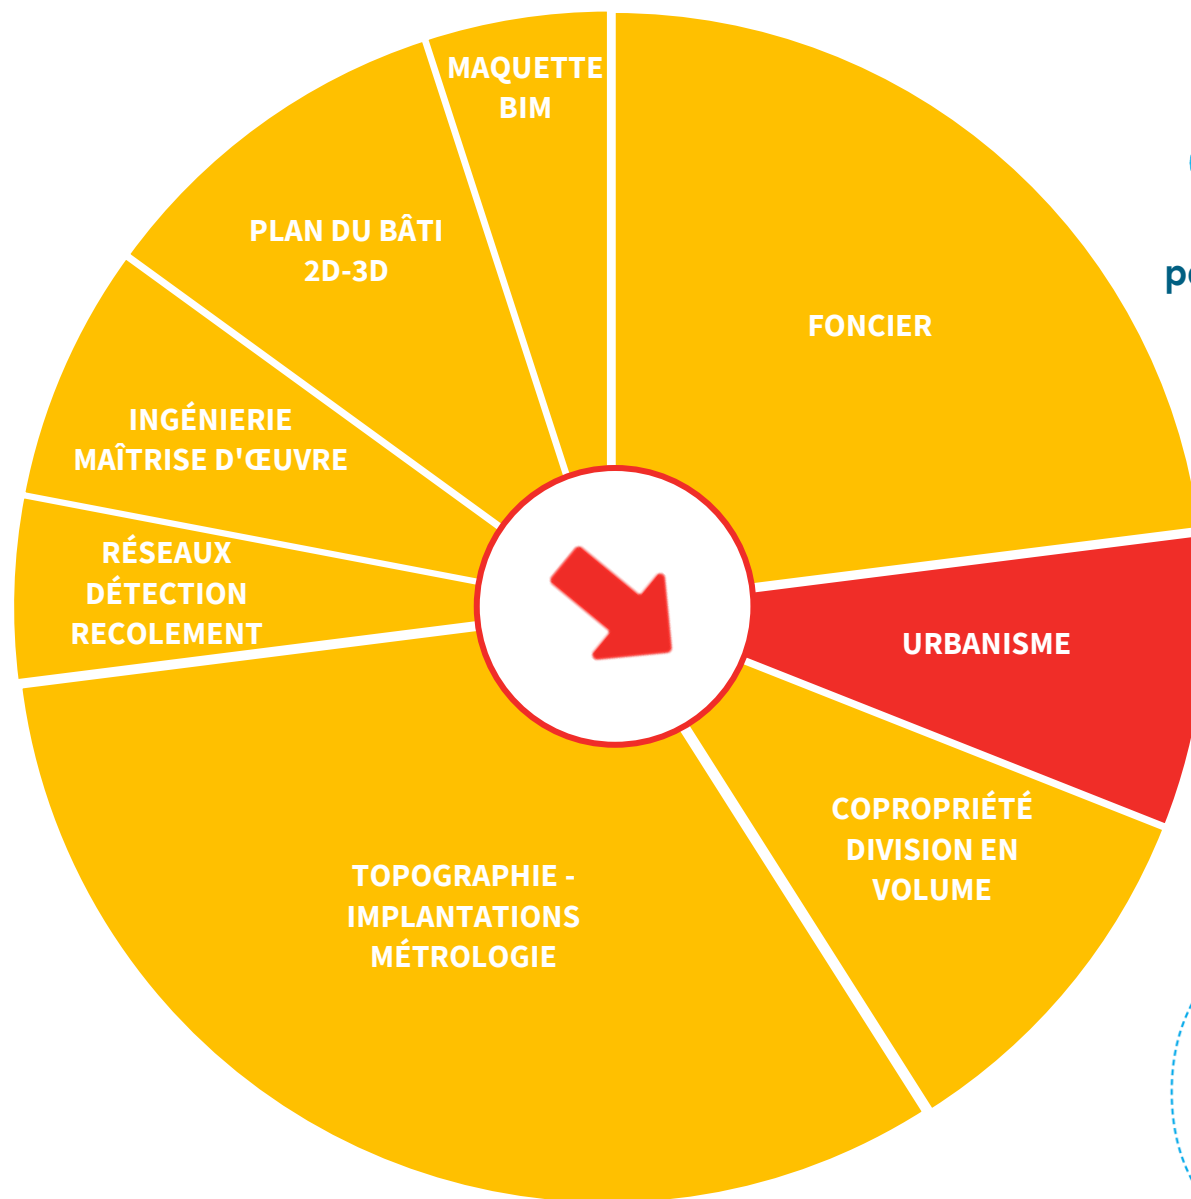 MAQUETTE
BIM
PLAN DU BÂTI
2D-3D
FONCIER
INGÉNIERIE
MAÎTRISE D'ŒUVRE
RÉSEAUX
DÉTECTION
RECOLEMENT
URBANISME
COPROPRIÉTÉ
DIVISION EN
VOLUME
TOPOGRAPHIE -
IMPLANTATIONS
MÉTROLOGIE